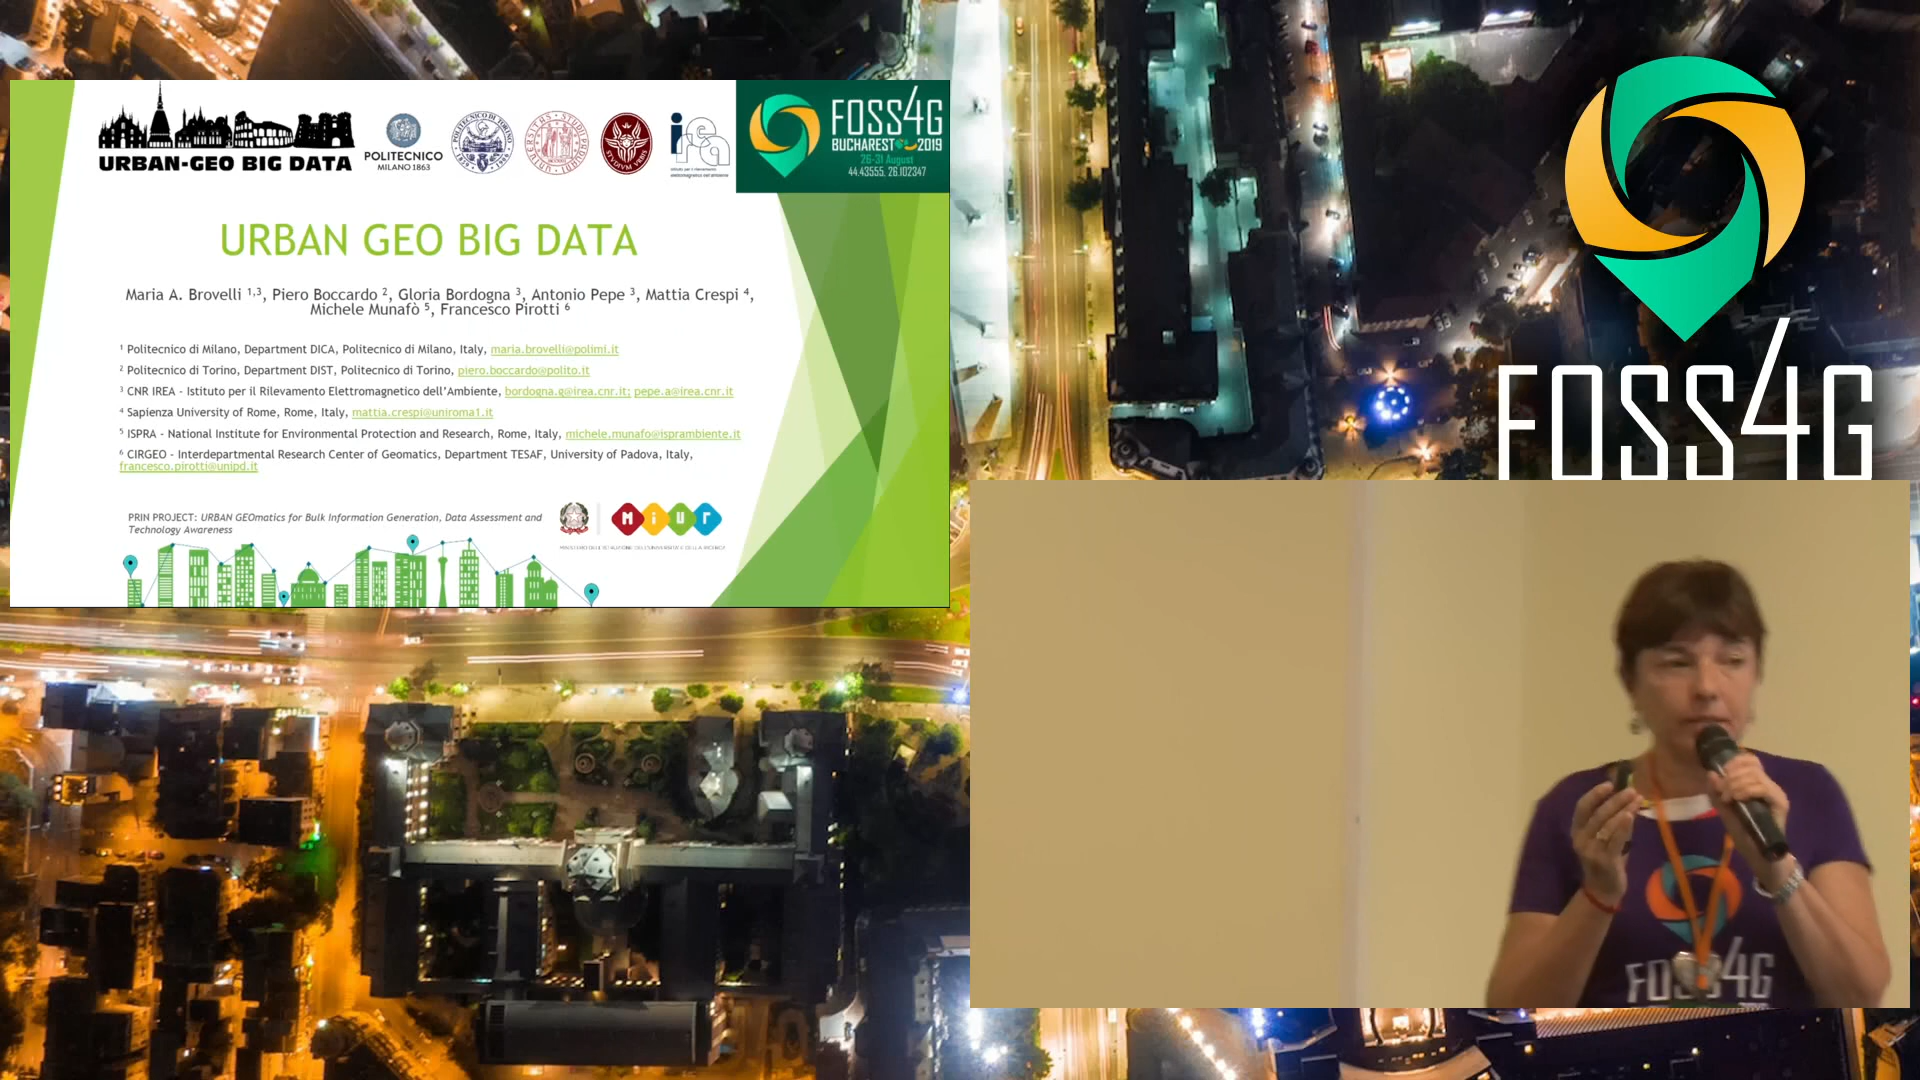 URBAN-GEO BIG DATA
POLITECNICO
MILANO 1863
FOSS4G
BUCHAREST 2019
26-31 August
44.43555, 26.102347
URBAN GEO BIG DATA
Maria A. Brovelli 1,3, Piero Boccardo 2, Gloria Bordogna 3, Antonio Pepe 3, Mattia Crespi 4,
Michele Munafò 5, Francesco Pirotti 6
1 Politecnico di Milano, Department DICA, Politecnico di Milano, Italy, maria.brovelli@polimi.it
2 Politecnico di Torino, Department DIST, Politecnico di Torino, piero.boccardo@polito.it
3 CNR IREA - Istituto per il Rilevamento Elettromagnetico dell'Ambiente, bordogna.g@irea.cnr.it; pepe.a@irea.cnr.it
4 Sapienza University of Rome, Rome, Italy, mattia.crespi@uniroma1.it
5 ISPRA - National Institute for Environmental Protection and Research, Rome, Italy, michele.munafo@isprambiente.it
6 CIRGEO - Interdepartmental Research Center of Geomatics, Department TESAF, University of Padova, Italy,
francesco.pirotti@unipd.it
PRIN PROJECT: URBAN GEOmatics for Bulk Information Generation, Data Assessment and
Technology Awareness
MIUr
FOSS4G
FOSS4G